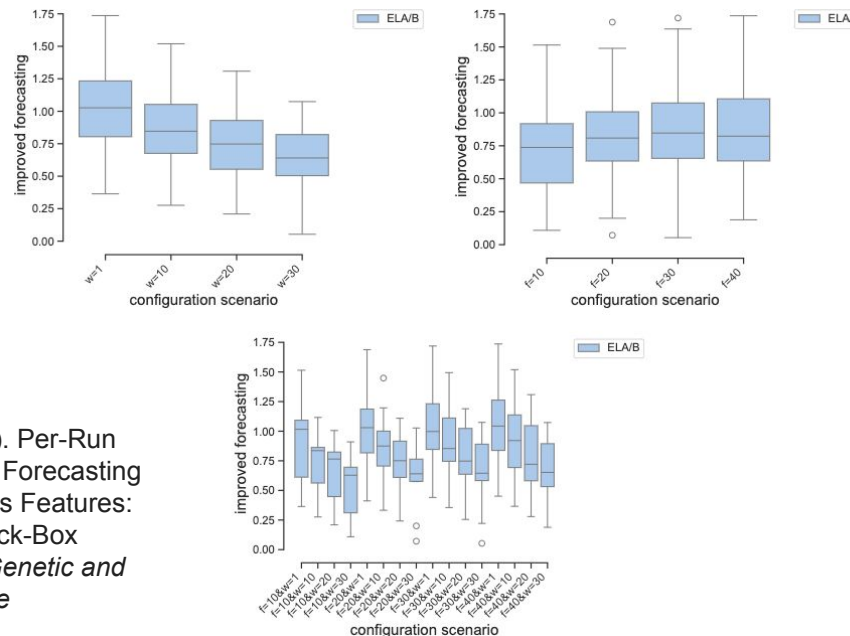 1.75
1.50
1.25
1.00
0.75
0.50
0.25
0.00
improved forecasting
ELA/B
w=1
w=10
w=20
w=30
configuration scenario
1.75
1.50
1.25
1.00
0.75
0.50
0.25
0.00
improved forecasting
ELA/
f=10
f=20
f=30
f=40
configuration scenario
). Per-Run
Forecasting
s Features:
ck-Box
Genetic and
e
1.75
1.50
1.25
1.00
0.75
0.50
0.25
0.00
improved forecasting
ELA/B
f=10&w=1
f=10&w=10
f=10&w=20
f=10&w=30
f=20&w=1
f=20&w=10
f=20&w=20
f=20&w=30
f=30&w=1
f=30&w=10
f=30&w=20
f=30&w=30
f=40&w=1
f=40&w=10
f=40&w=20
f=40&w=30
configuration scenario